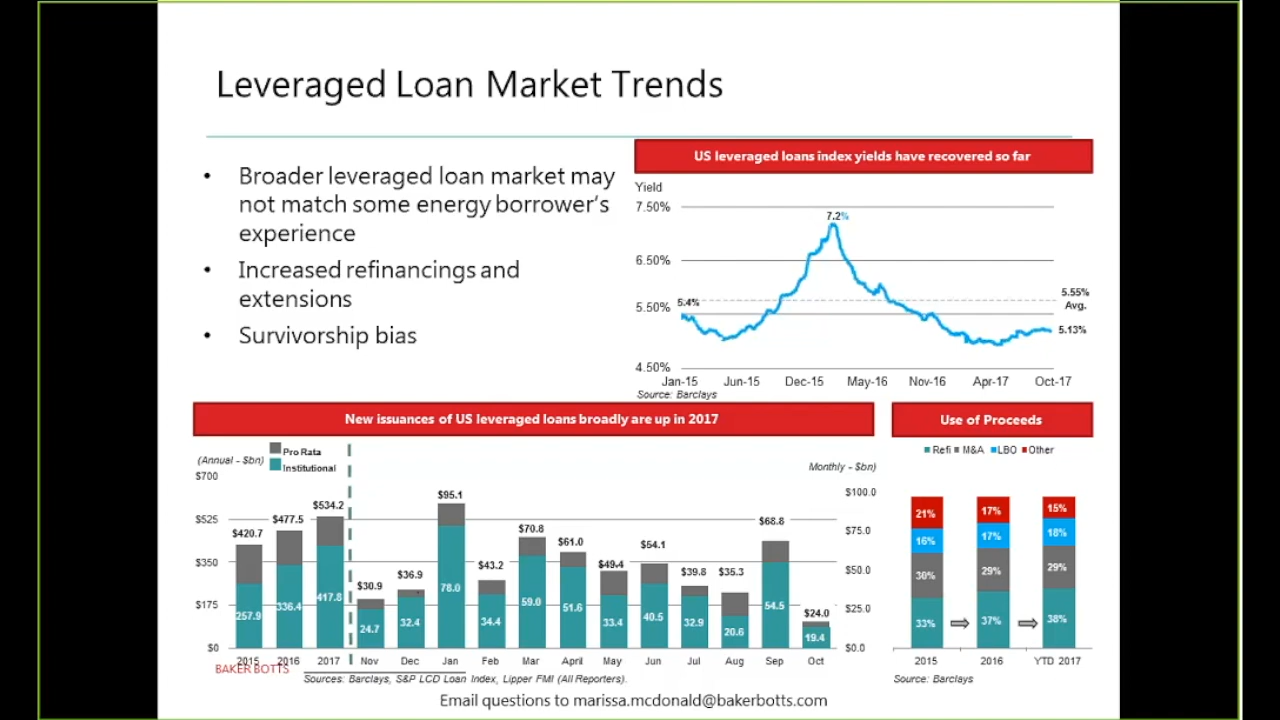 Leveraged Loan Market Trends
• Broader leveraged loan market may
not match some energy borrower's
experience
• Increased refinancings and
extensions
• Survivorship bias
US leveraged loans index yields have recovered so far
Yield
7.50%
7.2%
6.50%
5.55%
Avg.
5.50%
5.4%
5.13%
4.50%
Jan-15 Jun-15 Dec-15 May-16 Nov-16 Apr-17 Oct-17
Source: Barclays
New issuances of US leveraged loans broadly are up in 2017
(Annual - $bn)
Pro Rata
Institutional
Monthly - $bn)
$700
$525
$350
$175
$0
$420.7 $477.5 $534.2
257.9 336.4 417.8
$30.9 $36.9 $95.1 $43.2 $70.8 $61.0 $49.4 $54.1 $39.8 $35.3 $68.8 $24.0
24.7 32.4 78.0 34.4 59.0 51.6 33.4 40.5 32.9 20.6 54.5 19.4
$100.0
$75.0
$50.0
$25.0
$0.0
2015 2016 2017 Nov Dec Jan Feb Mar April May Jun Jul Aug Sep Oct
BAKER BOTTS
Sources: Barclays, S&P LCD Loan Index, Lipper FMI (All Reporters).
Use of Proceeds
Refi M&A LBO Other
21% 17% 15%
16% 17% 18%
30% 29% 29%
33% 37% 38%
2015 2016 YTD 2017
Source: Barclays
Email questions to marissa.mcdonald@bakerbotts.com